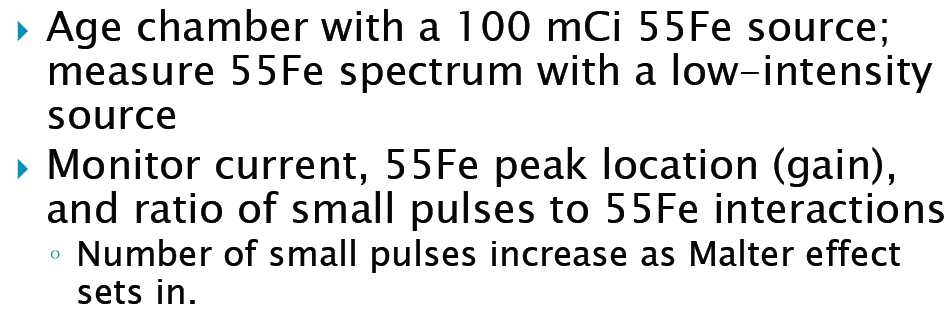 Age chamber with a 100 mCi 55Fe source;
measure 55Fe spectrum with a low-intensity
source
Monitor current, 55Fe peak location (gain),
and ratio of small pulses to 55Fe interactions
Number of small pulses increase as Malter effect
sets in.